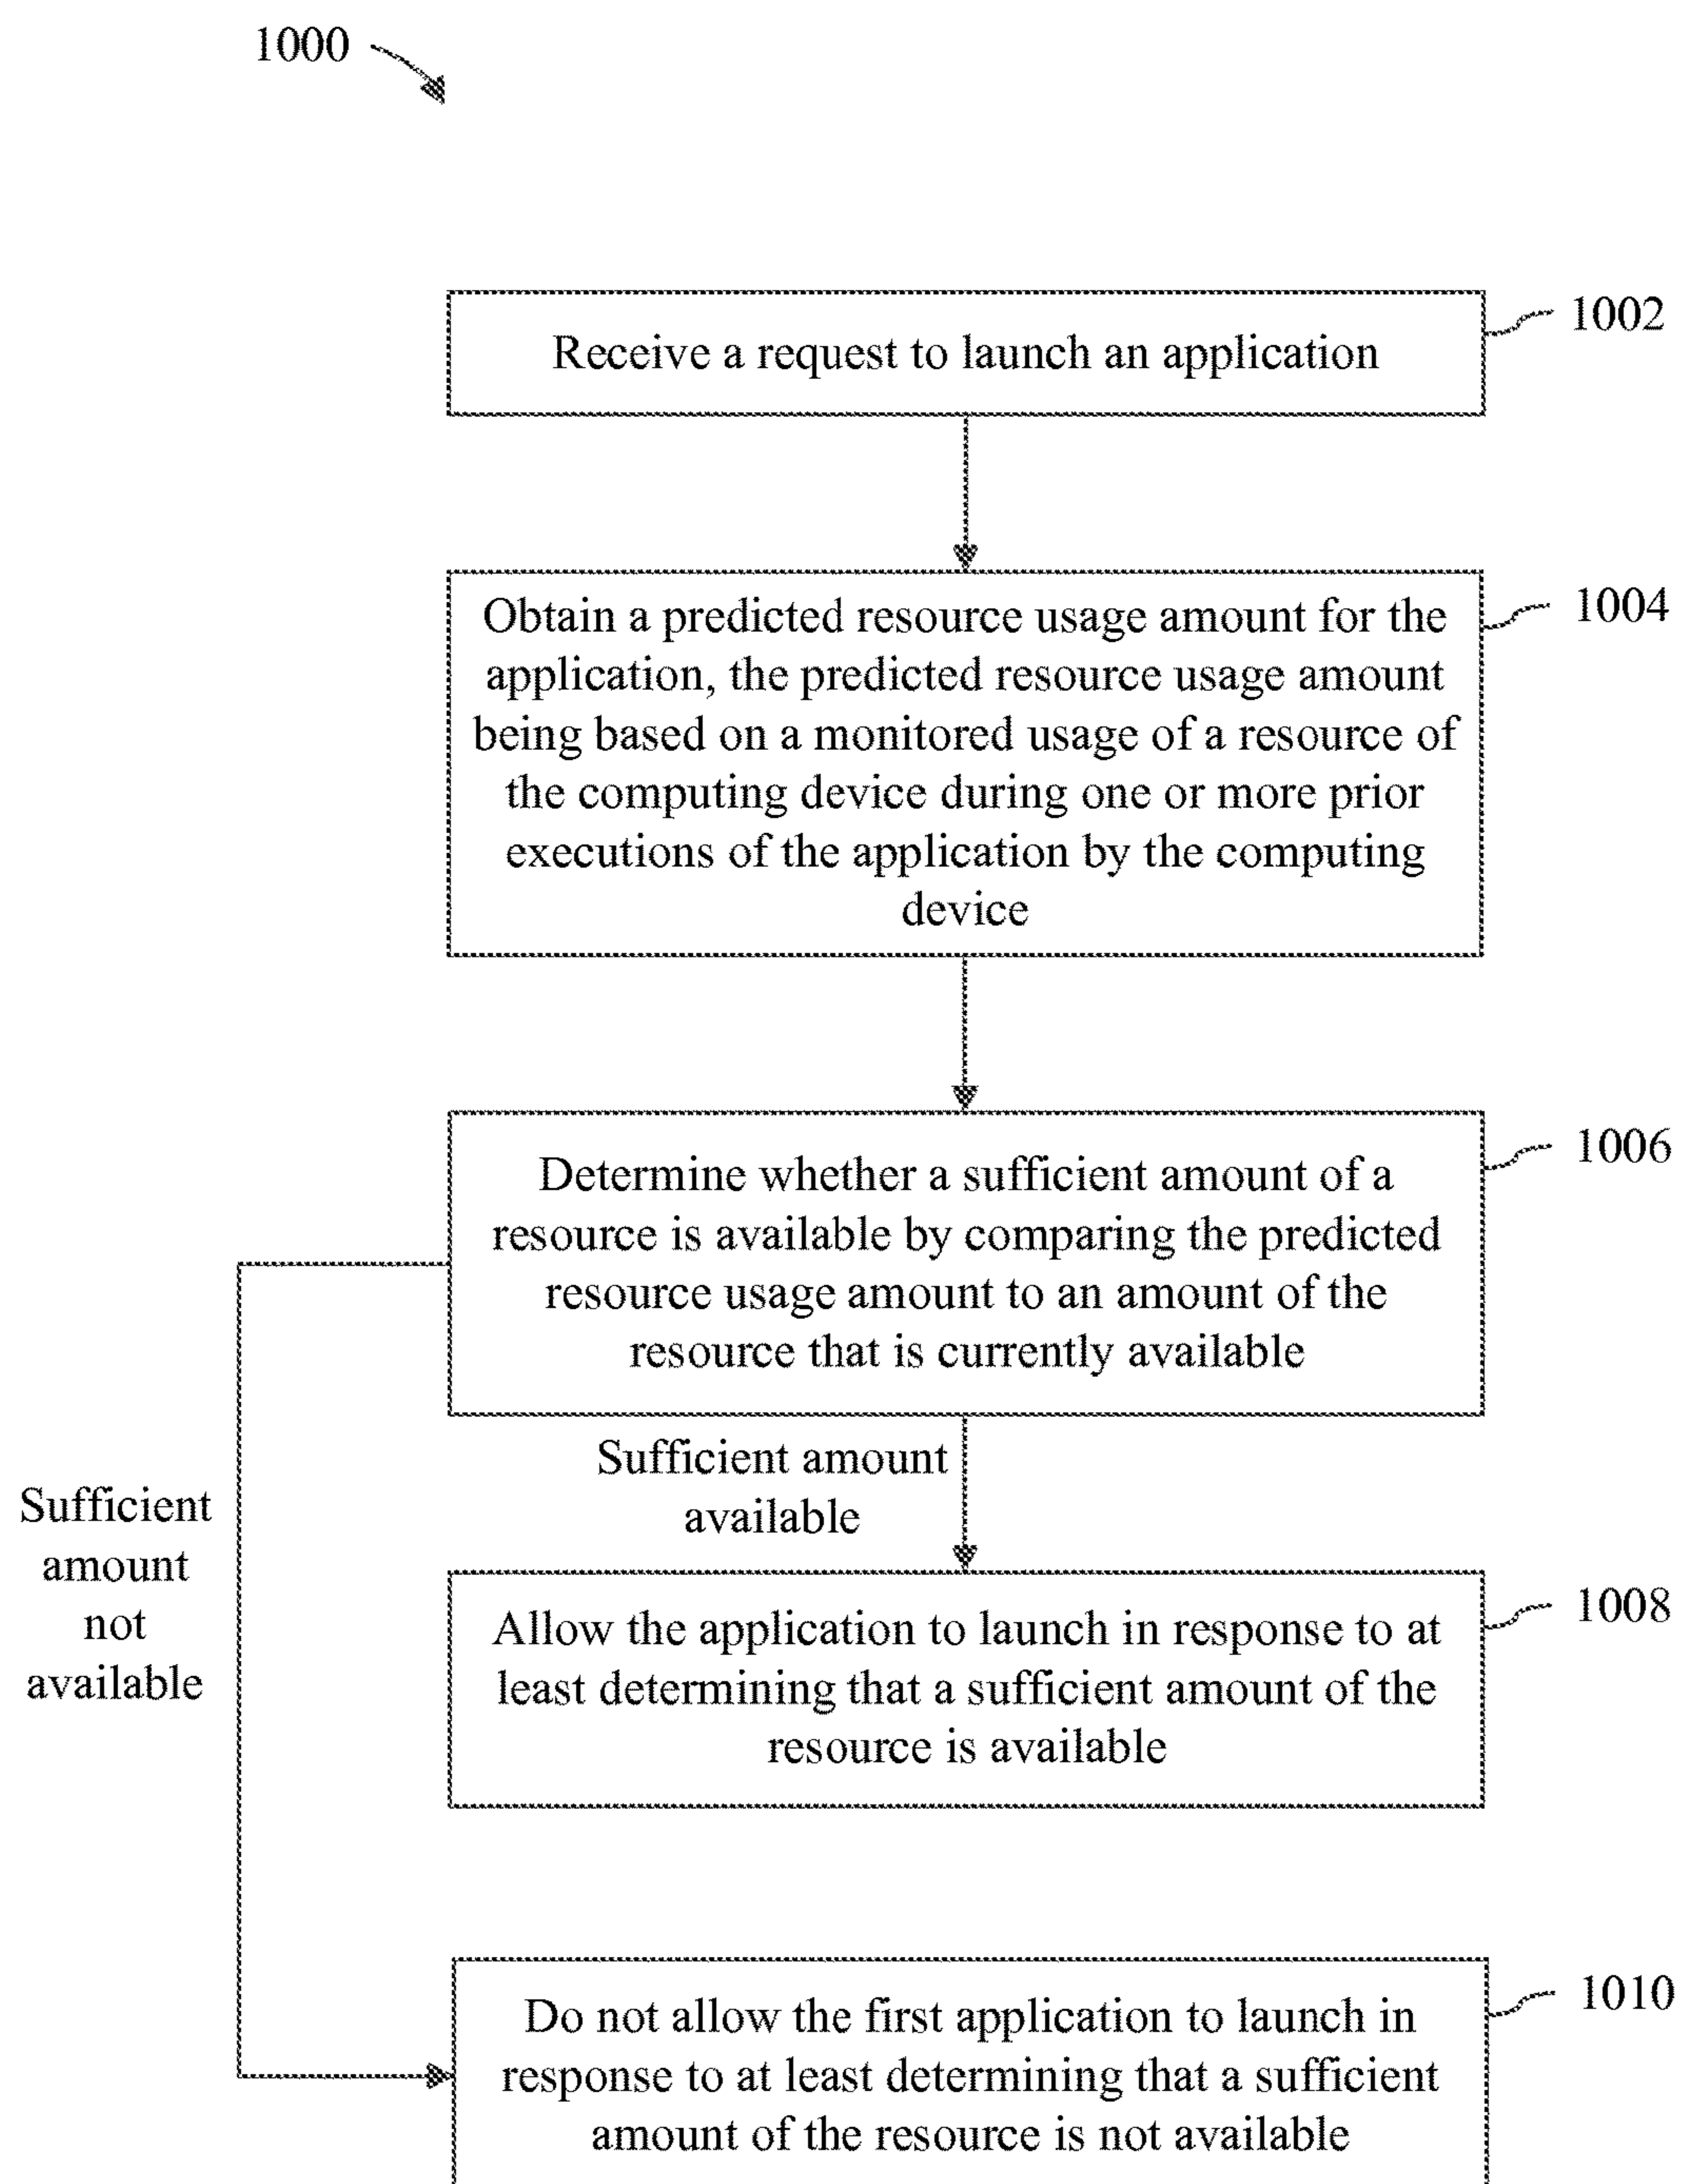 1000
Receive a request to launch an application
1002
Obtain a predicted resource usage amount for the
application, the predicted resource usage amount
being based on a monitored usage of a resource of
the computing device during one or more prior
executions of the application by the computing
device
1004
Determine whether a sufficient amount of a
resource is available by comparing the predicted
resource usage amount to an amount of the
resource that is currently available
1006
Sufficient amount
available
Sufficient
amount
not
available
Allow the application to launch in response to at
least determining that a sufficient amount of the
resource is available
1008
Do not allow the first application to launch in
response to at least determining that a sufficient
amount of the resource is not available
1010